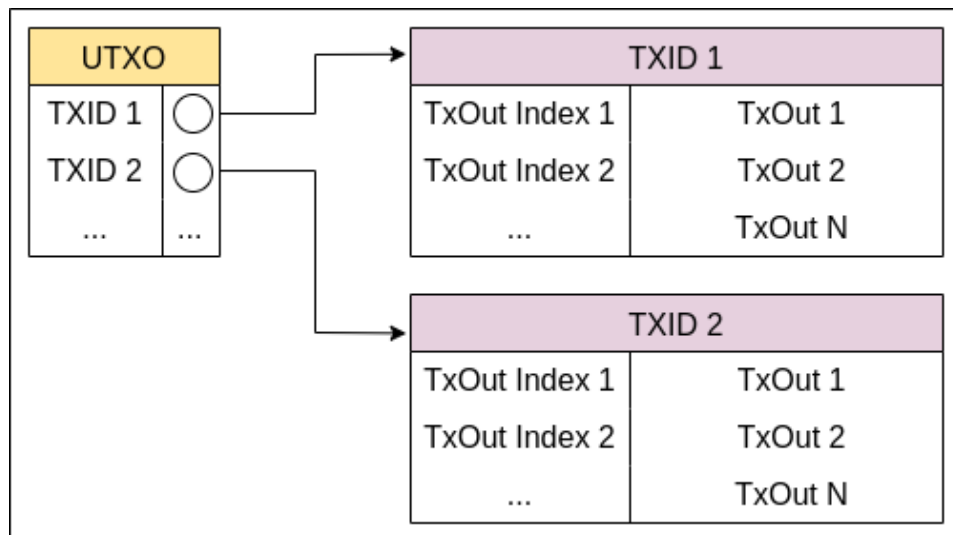 UTXO
TXID 1
TXID 2
... ...
TXID 1
TxOut Index 1 TxOut 1
TxOut Index 2 TxOut 2
... TxOut N
TXID 2
TxOut Index 1 TxOut 1
TxOut Index 2 TxOut 2
... TxOut N